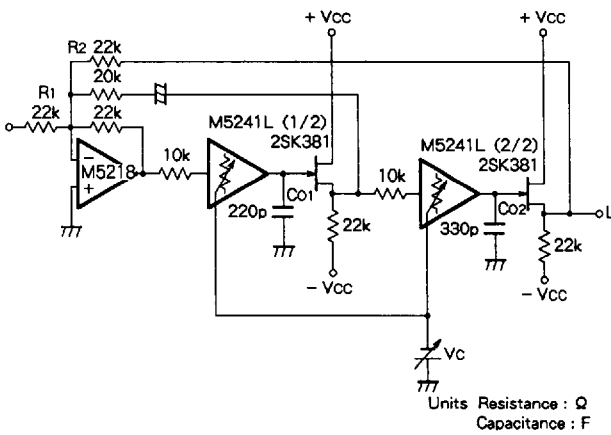 + VCC
+ VCC
R2 22k
R1
20k
22k
22k
M5241L (1/2)
2SK381
M5241L (2/2)
2SK381
−
M5218
+
10k
10k
CO1
CO2
220p
22k
330p
22k
L
− VCC
− VCC
VC
Units Resistance : Ω
Capacitance : F